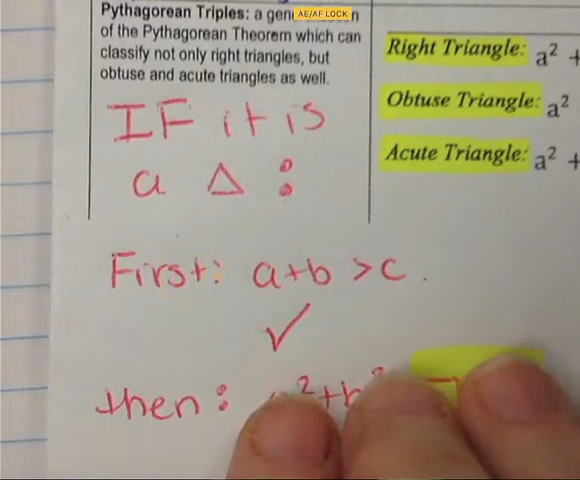 Pythagorean Triples: a gen
AE/AF LOCK
of the Pythagorean Theorem which can
classify not only right triangles, but
obtuse and acute triangles as well.
Right Triangle: a² +
Obtuse Triangle: a²
Acute Triangle: a² +
IF it is
a Δ :
First: a+b >c .
✓
then : ²+b²